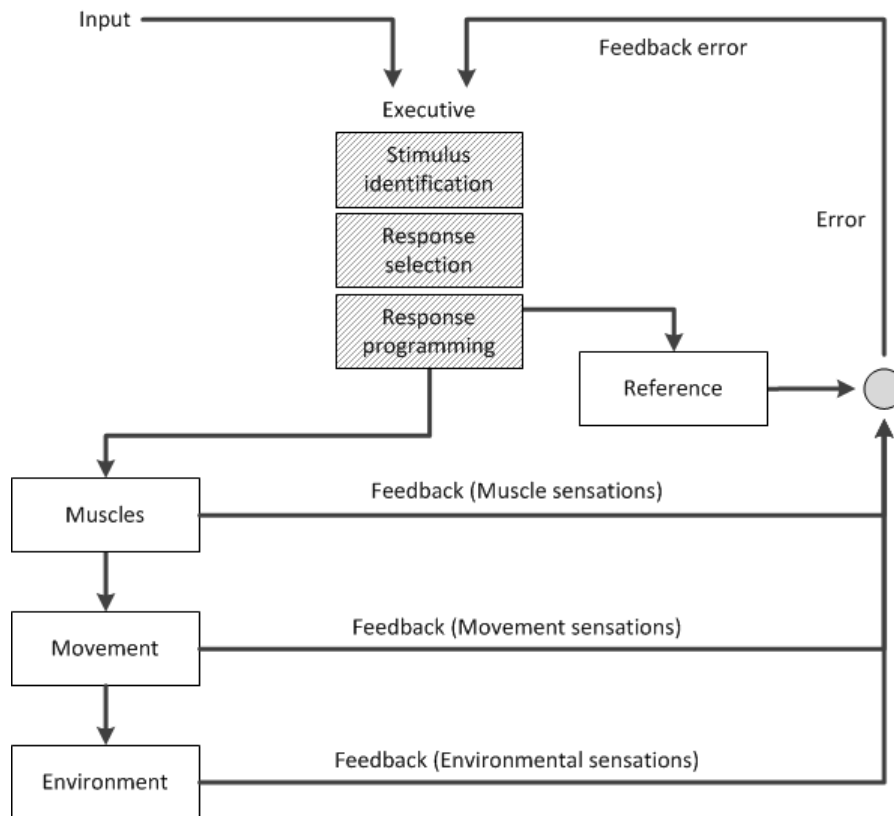 Input
Feedback error
Executive
Stimulus
identification
Response
selection
Error
Response
programming
Reference
Feedback (Muscle sensations)
Muscles
Feedback (Movement sensations)
Movement
Feedback (Environmental sensations)
Environment